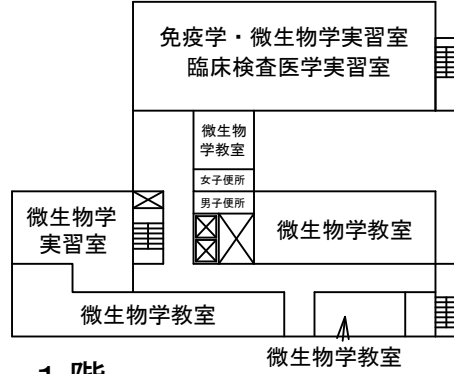 免疫学・微生物学実習室
臨床検査医学実習室
微生物
学教室
女子便所
男子便所
微生物学
実習室
微生物学教室
微生物学教室
微生物学教室
1 階